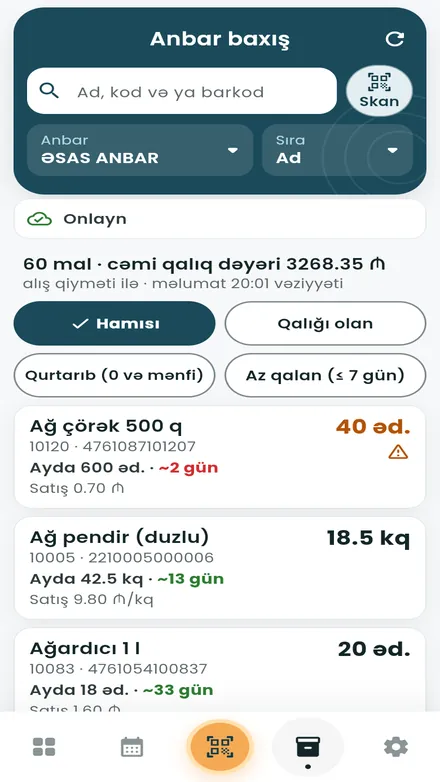 Anbar baxış
Ad, kod və ya barkod
Skan
Anbar
ƏSAS ANBAR
Sıra
Ad
Onlayn
60 mal · cəmi qalıq dəyəri 3268.35 ₼
alış qiyməti ilə · məlumat 20:01 vəziyyəti
Hamısı
Qalığı olan
Qurtarıb (0 və mənfi)
Az qalan (≤ 7 gün)
Ağ çörək 500 q
40 əd.
10120 · 4761087101207
Ayda 600 əd. · ~2 gün
Satış 0.70 ₼
Ağ pendir (duzlu)
18.5 kq
10005 · 2210005000006
Ayda 42.5 kq · ~13 gün
Satış 9.80 ₼/kq
Ağardıcı 1 l
20 əd.
10083 · 4761054100837
Ayda 18 əd. · ~33 gün
Satış 1.60 ₼